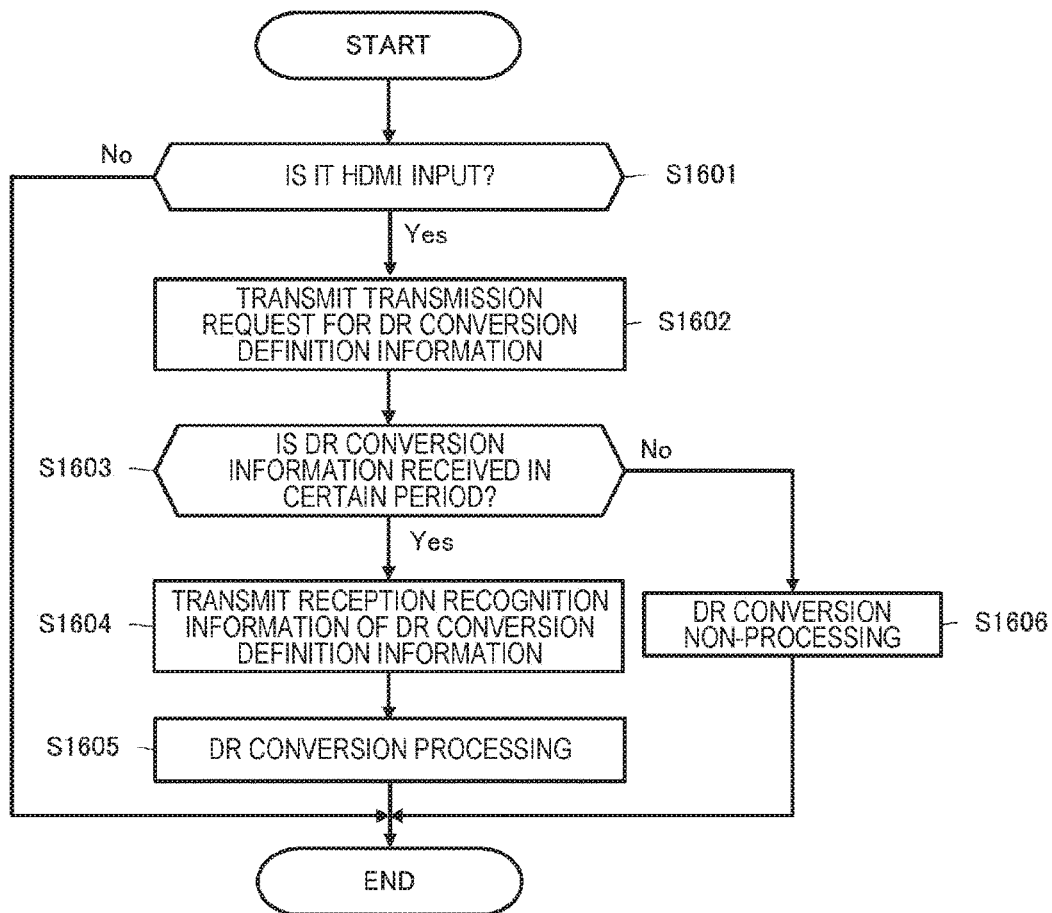 START
No
IS IT HDMI INPUT?
S1601
Yes
TRANSMIT TRANSMISSION
REQUEST FOR DR CONVERSION
DEFINITION INFORMATION
S1602
S1603
IS DR CONVERSION
INFORMATION RECEIVED IN
CERTAIN PERIOD?
No
Yes
S1604
TRANSMIT RECEPTION RECOGNITION
INFORMATION OF DR CONVERSION
DEFINITION INFORMATION
DR CONVERSION
NON-PROCESSING
S1606
S1605
DR CONVERSION PROCESSING
END